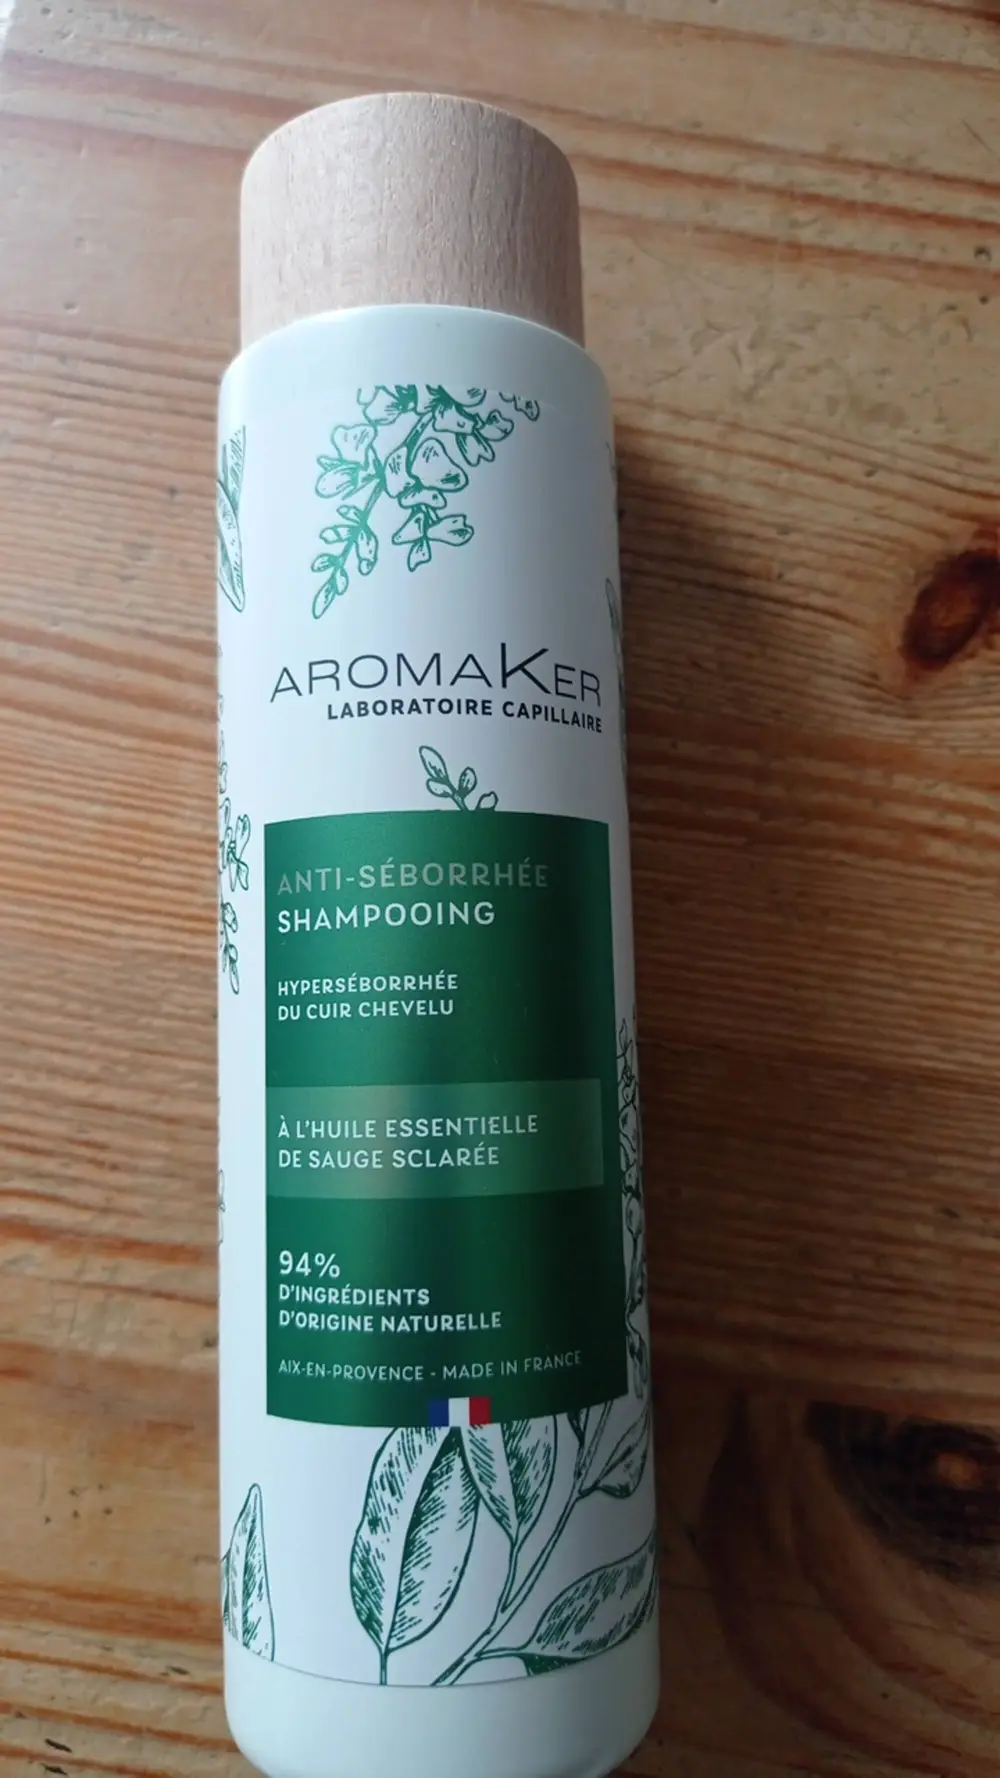 AROMAKER
LABORATOIRE CAPILLAIRE
ANTI-SÉBORRHÉE
SHAMPOOING
HYPERSÉBORRHÉE
DU CUIR CHEVELU
À L'HUILE ESSENTIELLE
DE SAUGE SCLARÉE
94%
D'INGRÉDIENTS
D'ORIGINE NATURELLE
AIX-EN-PROVENCE - MADE IN FRANCE